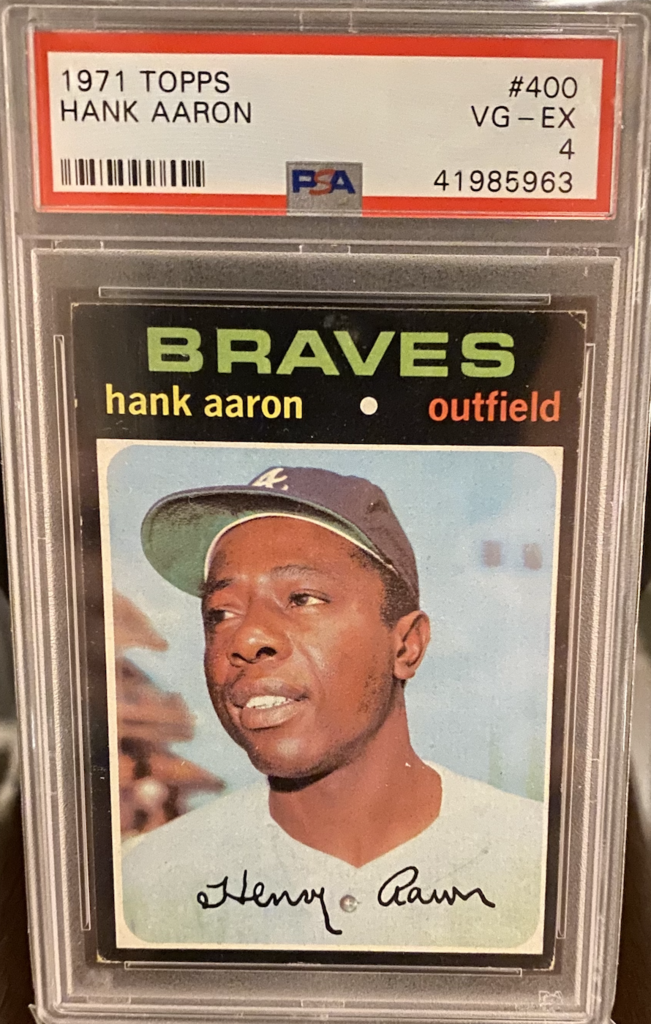 1971 TOPPS #400
HANK AARON VG-EX
4
PSA 41985963
BRAVES
hank aaron • outfield
A
Henry Aaron